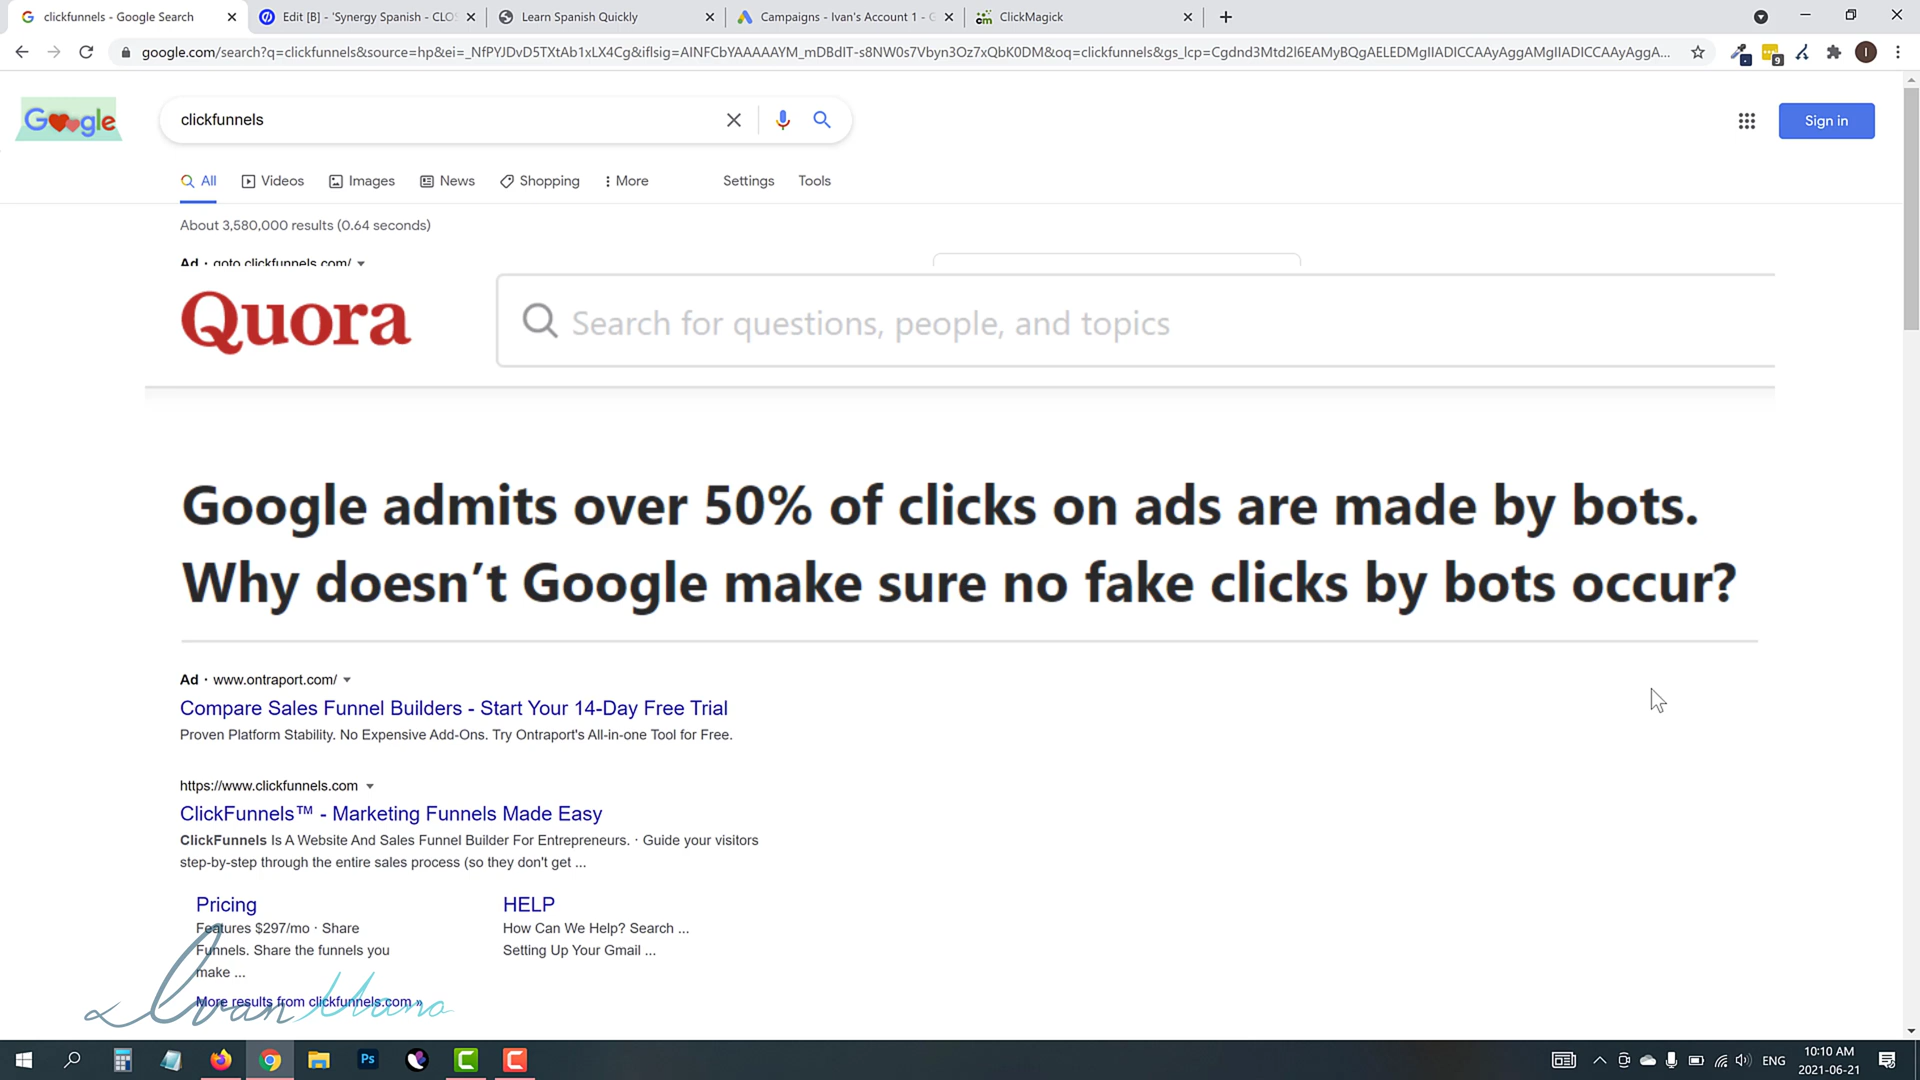 clickfunnels - Google Search
Edit [B] - 'Synergy Spanish - CLO
Learn Spanish Quickly
Campaigns - Ivan's Account 1 - G
ClickMagick
google.com/search?q=clickfunnels&source=hp&ei=_NfPYJDvD5TXtAb1xLX4Cg&iflsig=AINFCbYAAAAAYM_mDBdIT-s8NW0s7Vbyn3Oz7xQbK0DM&oq=clickfunnels&gs_lcp=Cgdnd3Mtd2l6EAMyBQgAELEDMgIIADICCAAyAggAMgIIADICCAAyAggA...
9
I
Google
clickfunnels
Sign in
All
Videos
Images
News
Shopping
More
Settings
Tools
About 3,580,000 results (0.64 seconds)
Ad · goto.clickfunnels.com/
Quora
Search for questions, people, and topics
Google admits over 50% of clicks on ads are made by bots.
Why doesn't Google make sure no fake clicks by bots occur?
Ad · www.ontraport.com/
Compare Sales Funnel Builders - Start Your 14-Day Free Trial
Proven Platform Stability. No Expensive Add-Ons. Try Ontraport's All-in-one Tool for Free.
https://www.clickfunnels.com
ClickFunnels™ - Marketing Funnels Made Easy
ClickFunnels Is A Website And Sales Funnel Builder For Entrepreneurs. · Guide your visitors
step-by-step through the entire sales process (so they don't get ...
Pricing
Features $297/mo · Share
Funnels. Share the funnels you
make ...
HELP
How Can We Help? Search ...
Setting Up Your Gmail ...
More results from clickfunnels.com »
Ivan Mana
Ps
ENG
10:10 AM
2021-06-21